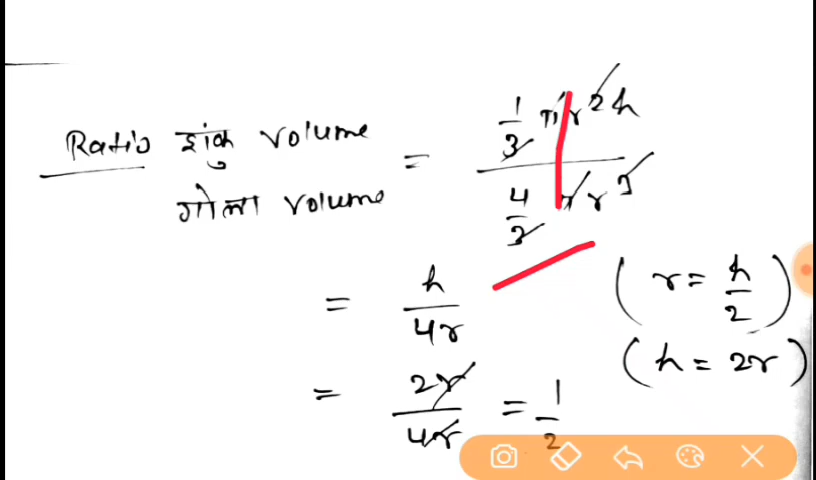 Ratio शंकु volume = 1/3 πr²h
गोला volume 4/3 πr³
= h/4r (r = h/2)
(h = 2r)
= 2r/4r = 1/2